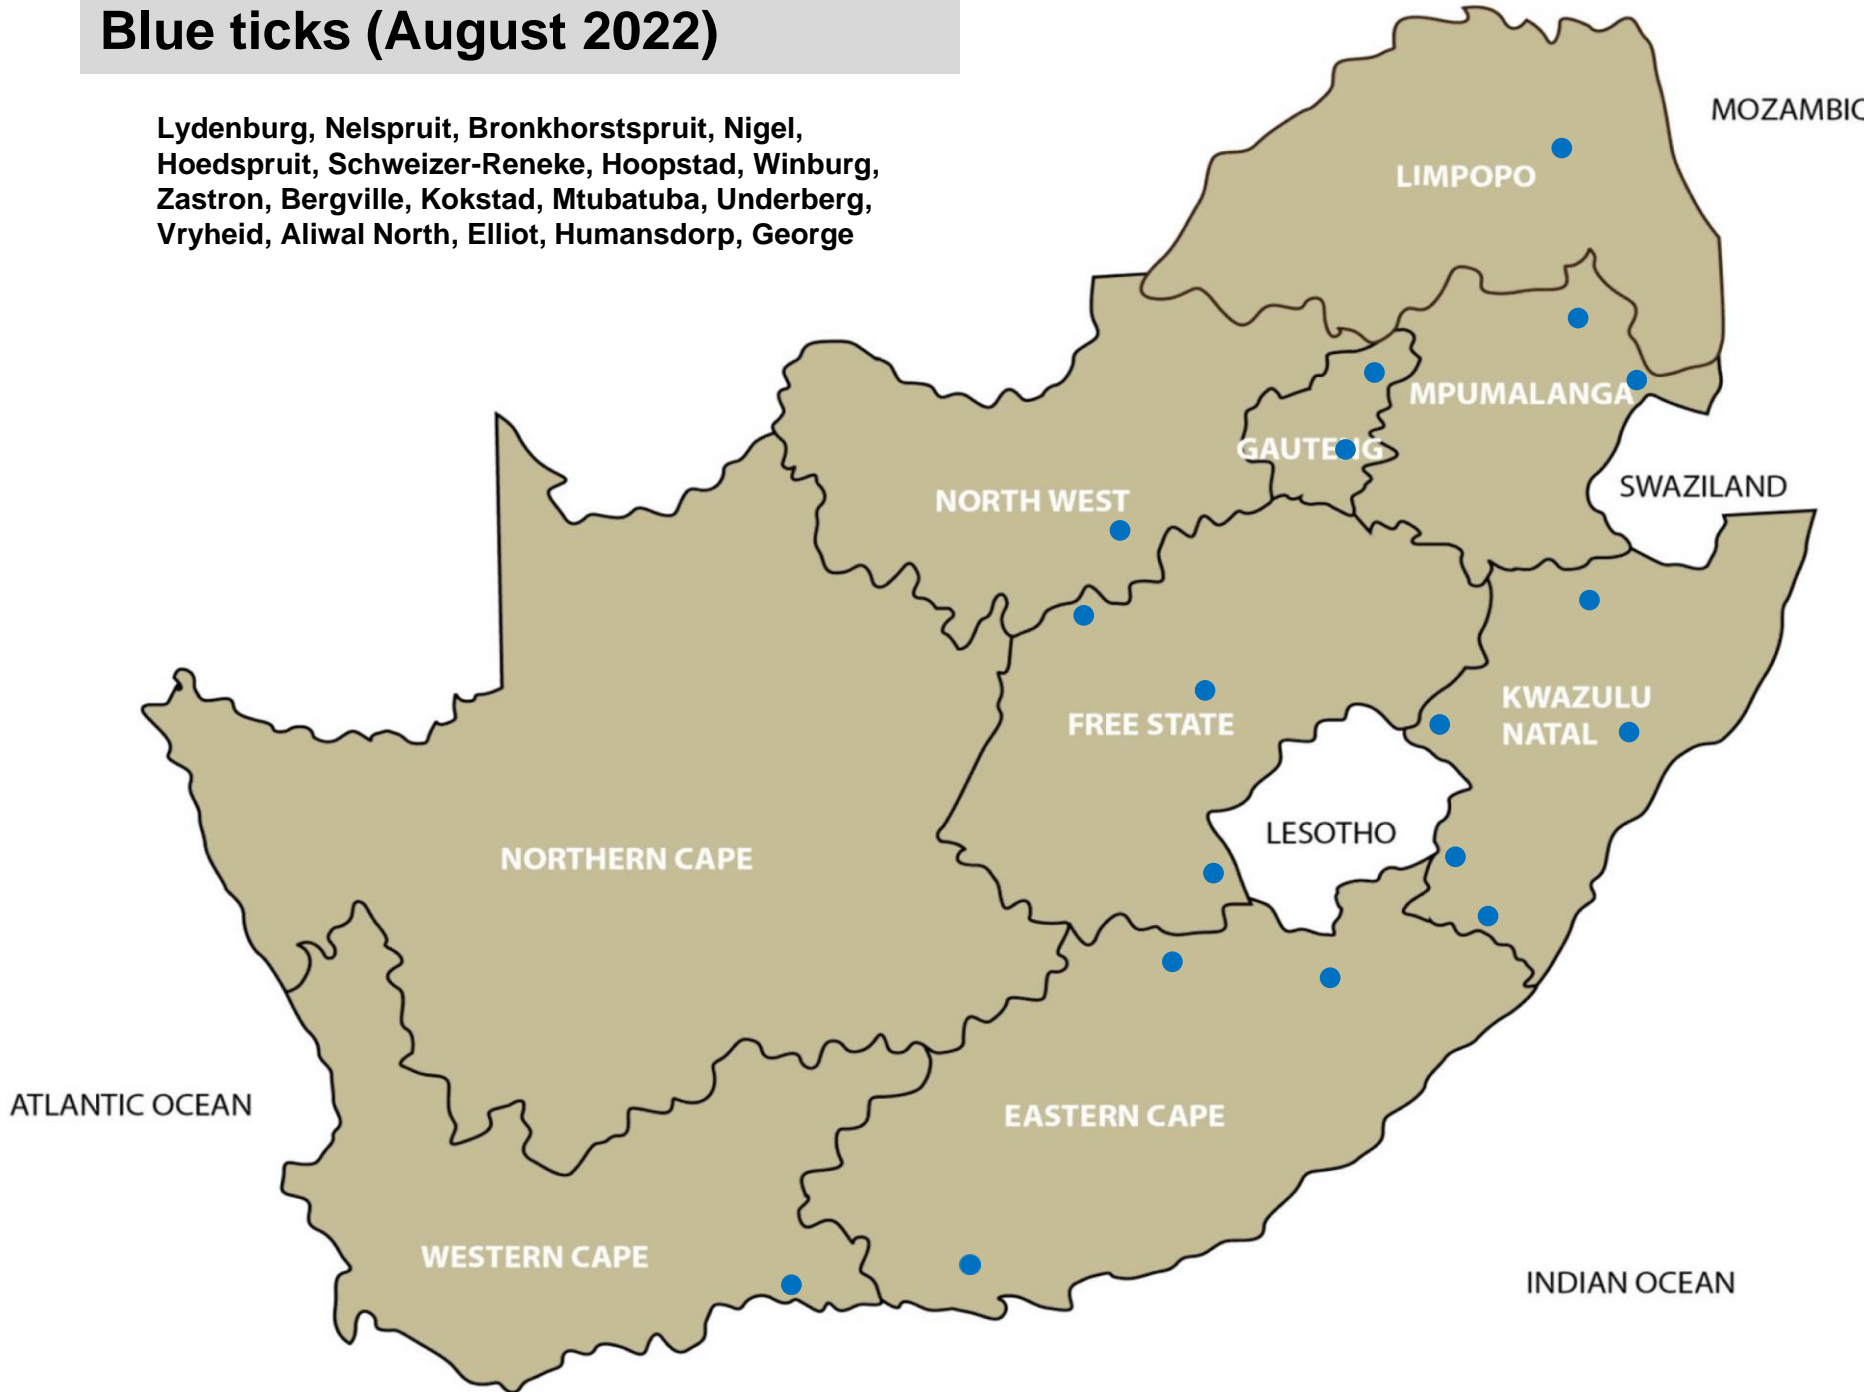 Blue ticks (August 2022)
Lydenburg, Nelspruit, Bronkhorstspruit, Nigel,
Hoedspruit, Schweizer-Reneke, Hoopstad, Winburg,
Zastron, Bergville, Kokstad, Mtubatuba, Underberg,
Vryheid, Aliwal North, Elliot, Humansdorp, George
MOZAMBIC
LIMPOPO
MPUMALANGA
GAUTENG
SWAZILAND
NORTH WEST
KWAZULU
NATAL
FREE STATE
LESOTHO
NORTHERN CAPE
ATLANTIC OCEAN
EASTERN CAPE
WESTERN CAPE
INDIAN OCEAN